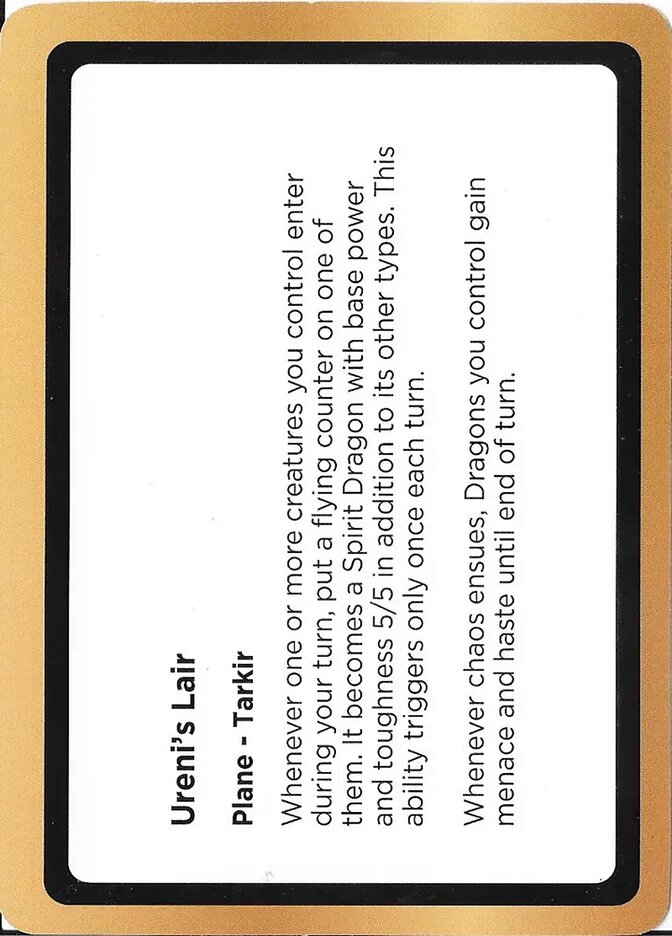 Ureni’s Lair
Plane - Tarkir
Whenever one or more creatures you control enter
during your turn, put a flying counter on one of
them. It becomes a Spirit Dragon with base power
and toughness 5/5 in addition to its other types. This
ability triggers only once each turn.
Whenever chaos ensues, Dragons you control gain
menace and haste until end of turn.